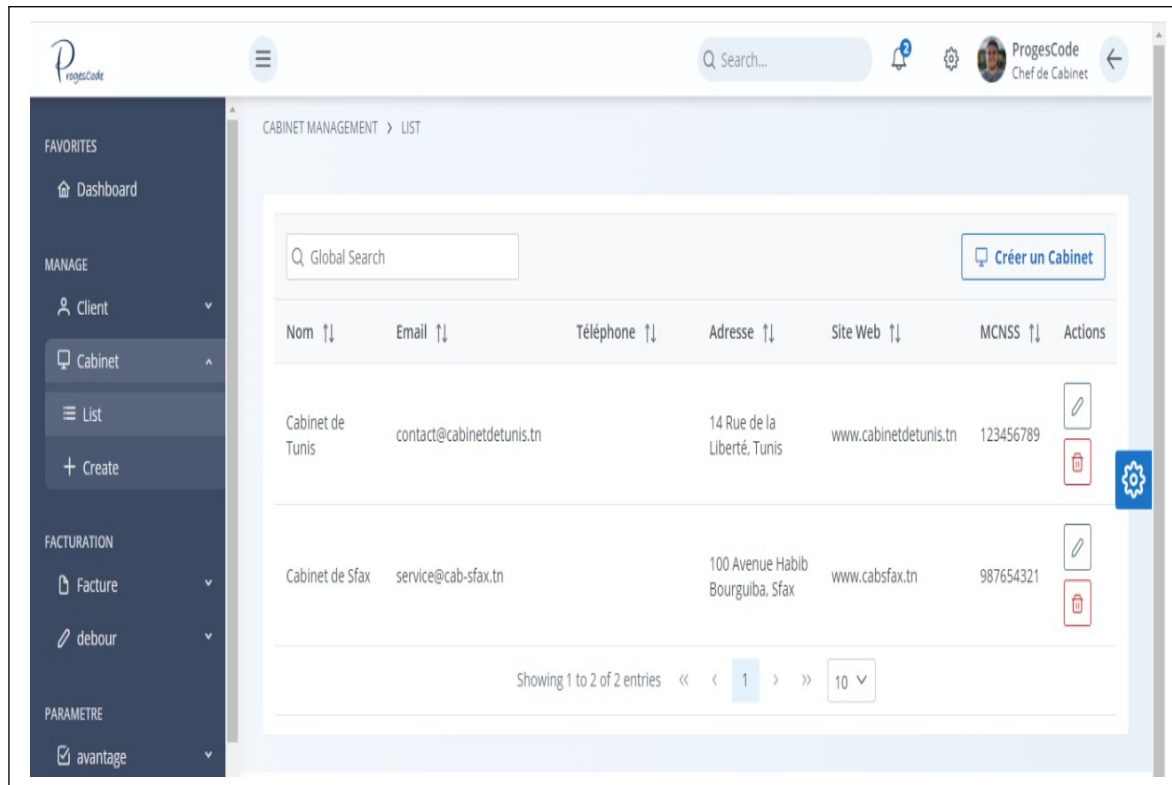 ProgesCode
Search...
2
ProgesCode
Chef de Cabinet
FAVORITES
Dashboard
MANAGE
Client
Cabinet
List
Create
FACTURATION
Facture
debour
PARAMETRE
avantage
CABINET MANAGEMENT > LIST
Global Search
Créer un Cabinet
Nom Email Téléphone Adresse Site Web MCNSS Actions
Cabinet de
Tunis
contact@cabinetdetunis.tn
14 Rue de la
Liberté, Tunis
www.cabinetdetunis.tn
123456789
Cabinet de Sfax
service@cab-sfax.tn
100 Avenue Habib
Bourguiba, Sfax
www.cabsfax.tn
987654321
Showing 1 to 2 of 2 entries « ‹ 1 › » 10